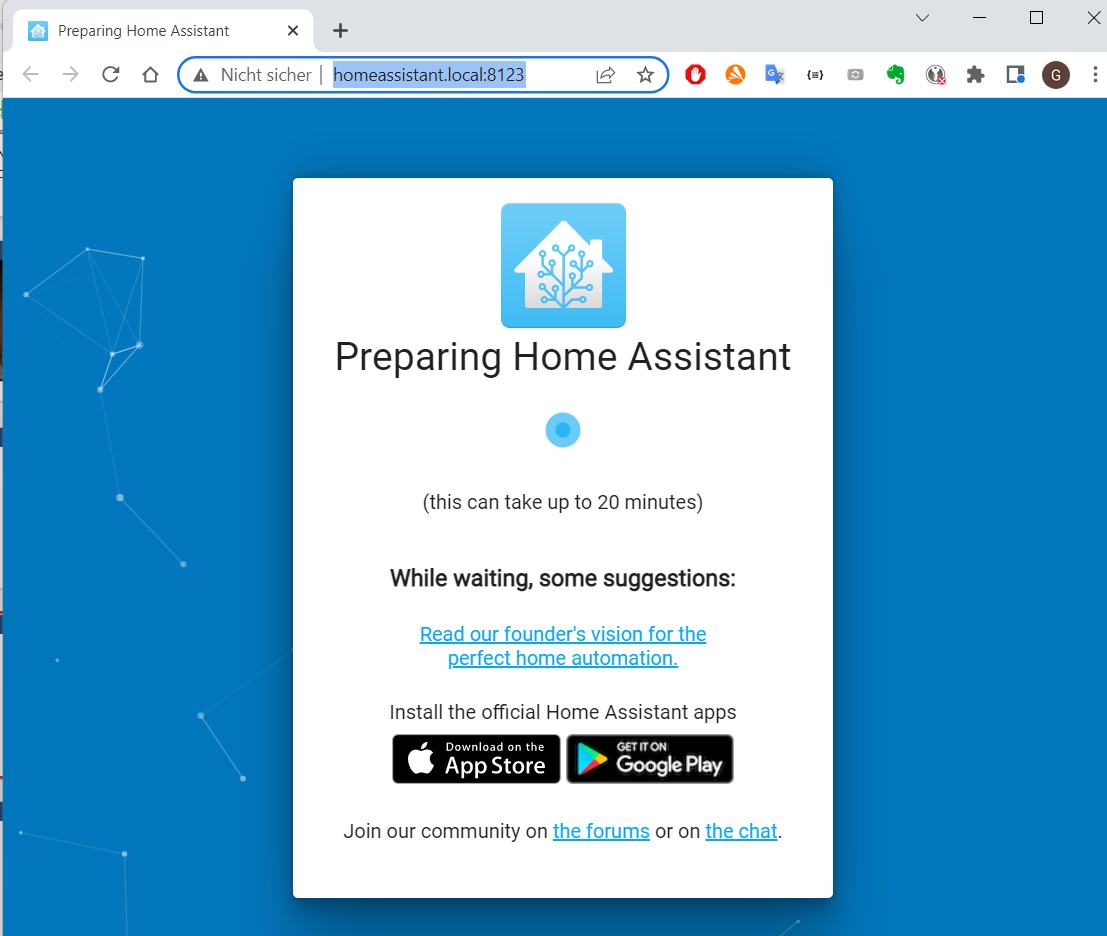 Preparing Home Assistant
Nicht sicher | homeassistant.local:8123
G
Preparing Home Assistant
(this can take up to 20 minutes)
While waiting, some suggestions:
Read our founder's vision for the
perfect home automation.
Install the official Home Assistant apps
Download on the
App Store
GET IT ON
Google Play
Join our community on the forums or on the chat.